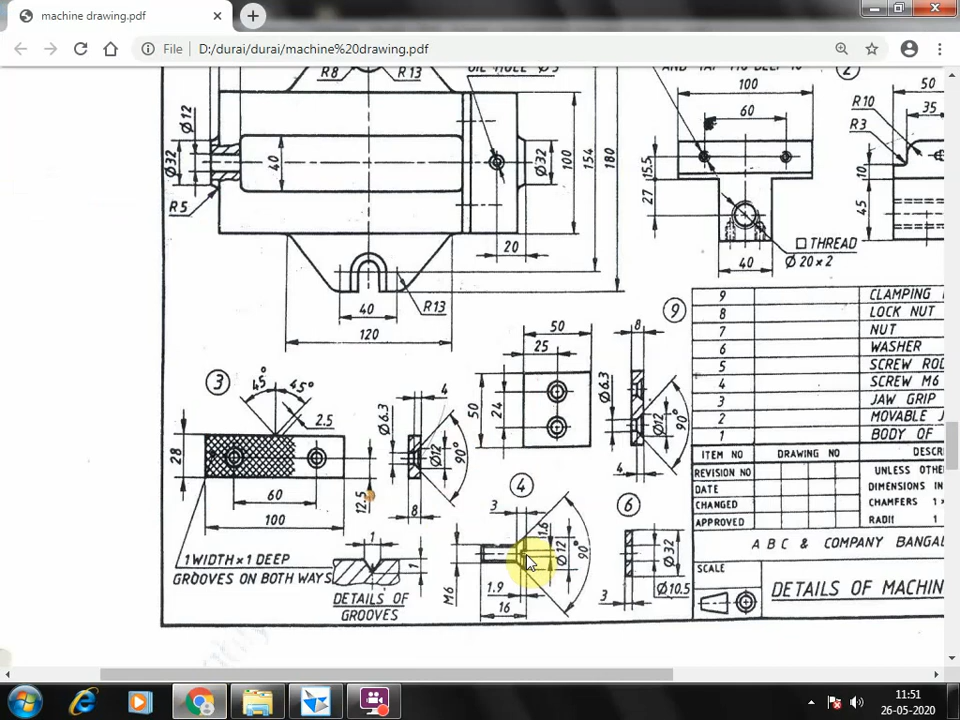 machine drawing.pdf
File | D:/durai/durai/machine%20drawing.pdf
R8
R13
Ø12
Ø32
40
R5
Ø32
100
154
180
20
40
R13
120
100
60
15.5
27
40
□ THREAD
Ø 20×2
2
50
35
R10
R3
10
45
3
45° 45°
2.5
28
60
100
12.5
1 WIDTH × 1 DEEP
GROOVES ON BOTH WAYS
1
1
DETAILS OF
GROOVES
4
Ø6.3
Ø12
90°
8
50
25
50
24
8
9
Ø6.3
Ø12
90°
4
4
3
1.6
Ø12
90°
M6
1.9
16
6
Ø32
Ø10.5
3
9 CLAMPING
8 LOCK NUT
7 NUT
6 WASHER
5 SCREW ROD
4 SCREW M6
3 JAW GRIP
2 MOVABLE J
1 BODY OF
ITEM NO DRAWING NO DESCR
REVISION NO UNLESS OTHE
DATE DIMENSIONS IN
CHANGED CHAMFERS 1×
APPROVED RADII 1
A B C & COMPANY BANGAL
SCALE
DETAILS OF MACHIN
11:51
26-05-2020